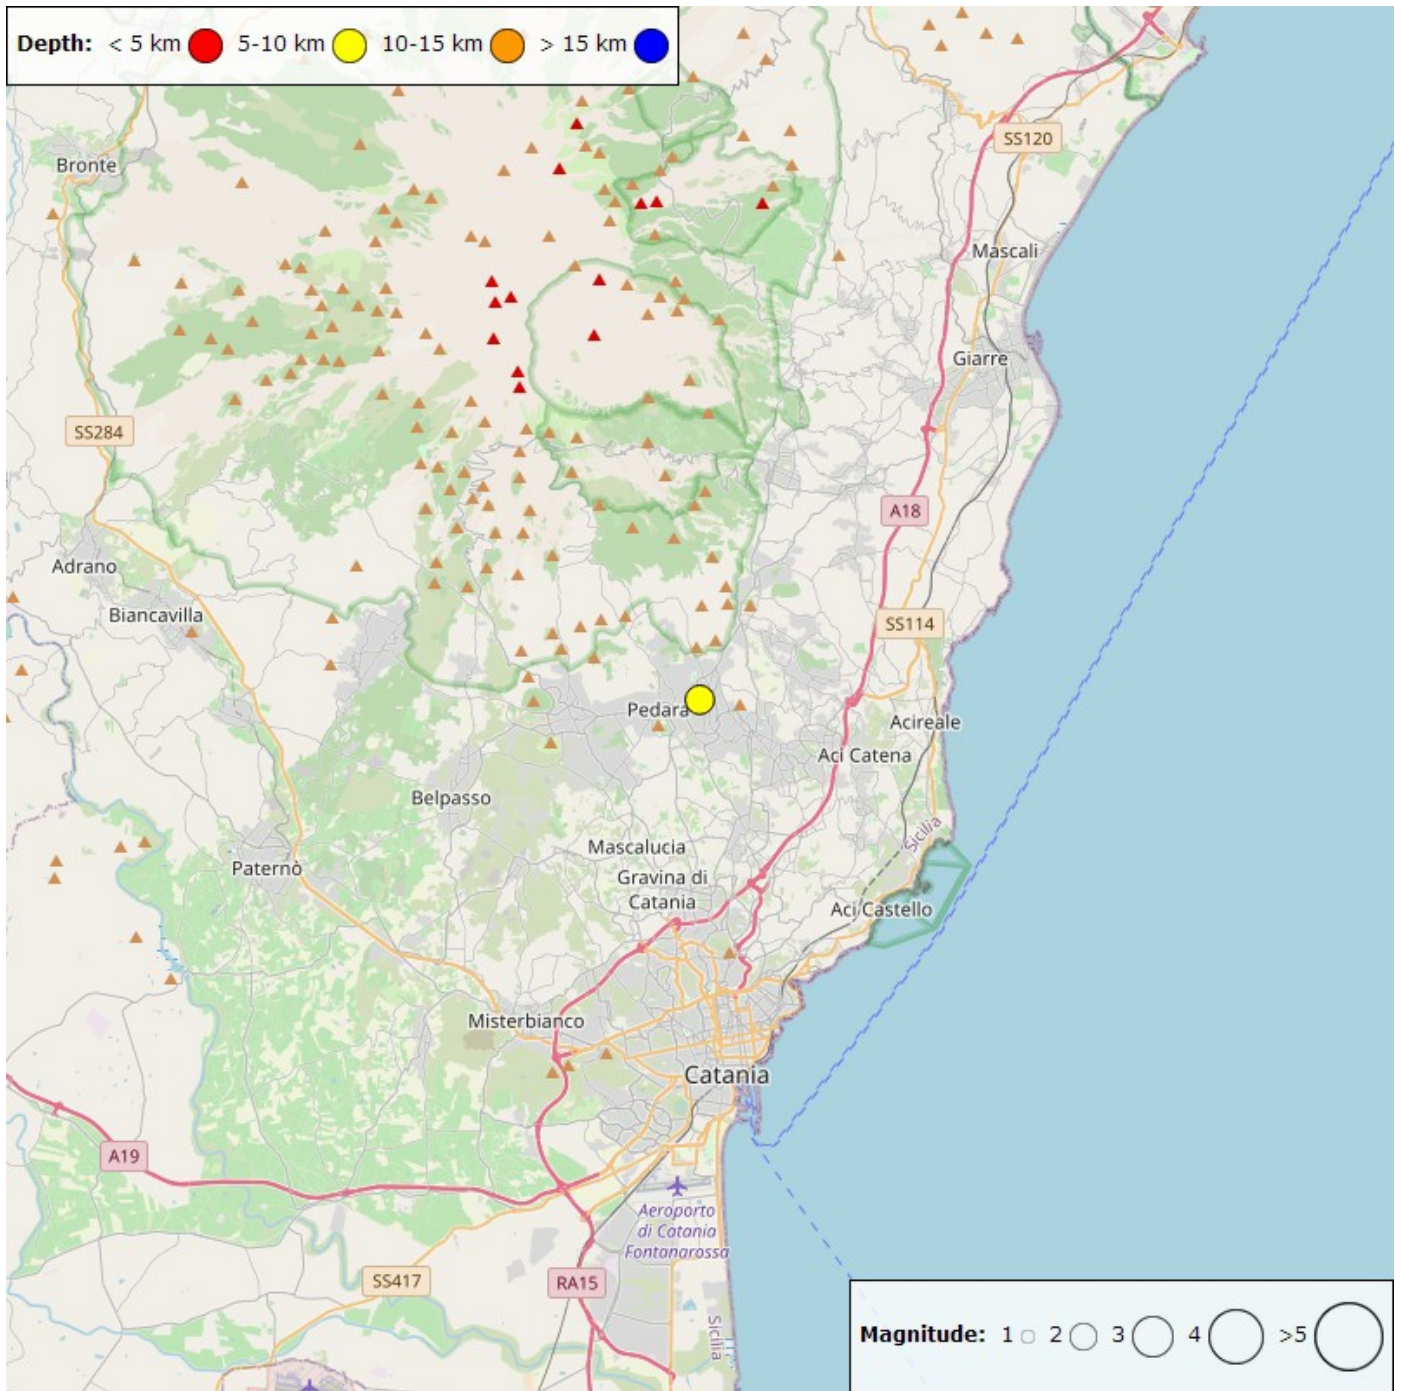 Depth: < 5 km 5-10 km 10-15 km > 15 km
SS120
Bronte
Mascali
Giarre
SS284
A18
Adrano
Biancavilla
SS114
Pedara
Acireale
Aci Catena
Belpasso
Sicilia
Mascalucia
Paternò
Gravina di
Catania
Aci Castello
Misterbianco
Catania
A19
Aeroporto
di Catania
Fontanarossa
SS417
RA15
Sicilia
Magnitude: 1 2 3 4 >5